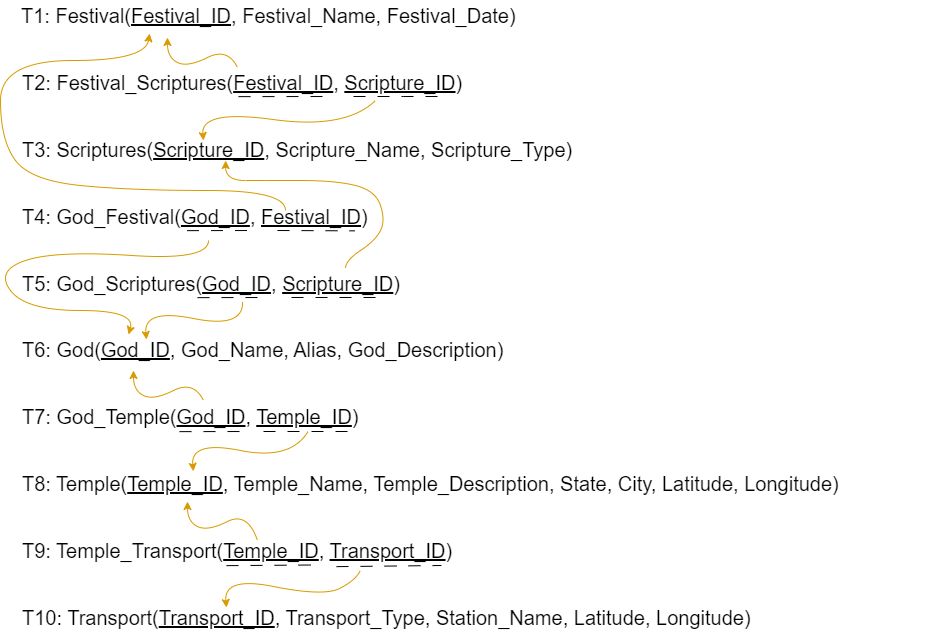 T1: Festival(Festival_ID, Festival_Name, Festival_Date)
T2: Festival_Scriptures(Festival_ID, Scripture_ID)
T3: Scriptures(Scripture_ID, Scripture_Name, Scripture_Type)
T4: God_Festival(God_ID, Festival_ID)
T5: God_Scriptures(God_ID, Scripture_ID)
T6: God(God_ID, God_Name, Alias, God_Description)
T7: God_Temple(God_ID, Temple_ID)
T8: Temple(Temple_ID, Temple_Name, Temple_Description, State, City, Latitude, Longitude)
T9: Temple_Transport(Temple_ID, Transport_ID)
T10: Transport(Transport_ID, Transport_Type, Station_Name, Latitude, Longitude)